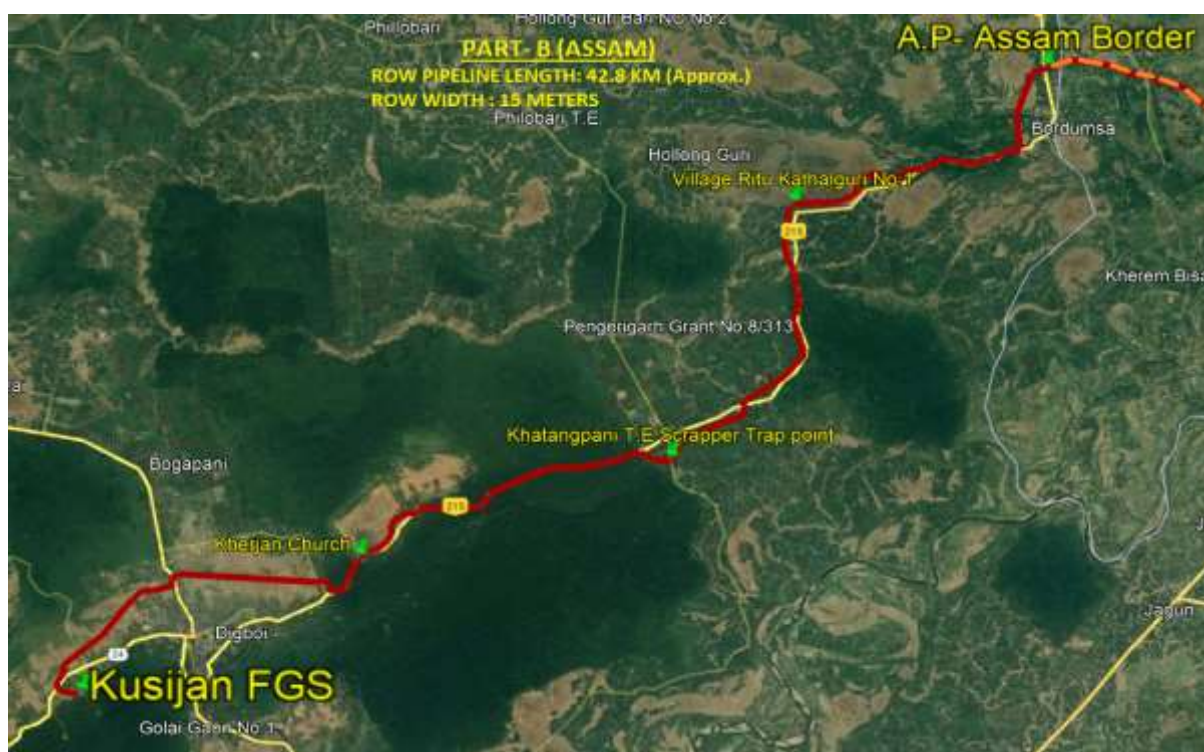 Philobari
Hollong Guri Bari NC No 2
PART- B (ASSAM)
ROW PIPELINE LENGTH: 42.8 KM (Approx.)
ROW WIDTH : 15 METERS
Philobari T.E.
A.P- Assam Border
Bordumsa
Hollong Guri
Village Ritu Kathalguri No-1
215
Kherem Bisa
Pengerigarh Grant No.8/313
Khatangpani T.E Scrapper Trap point
Bogapani
215
Kherjan Church
Jagun
Digboi
24
Kusijan FGS
Golai Gaon No 1